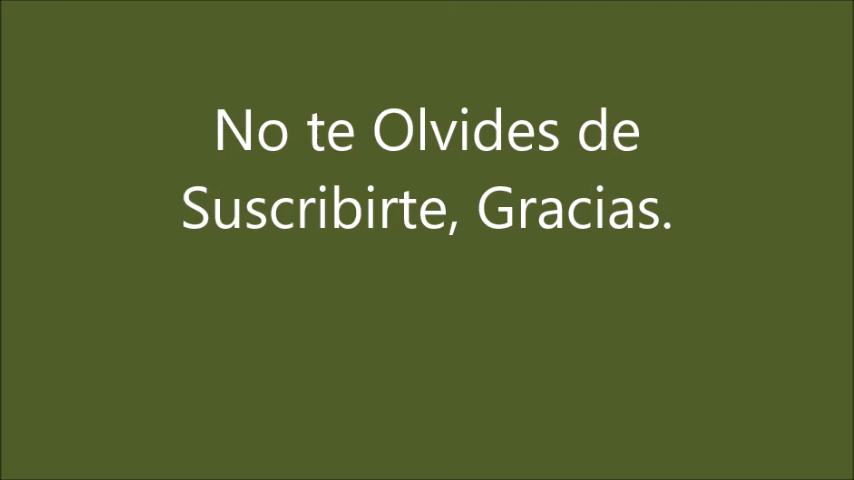 No te Olvides de
Suscribirte, Gracias.